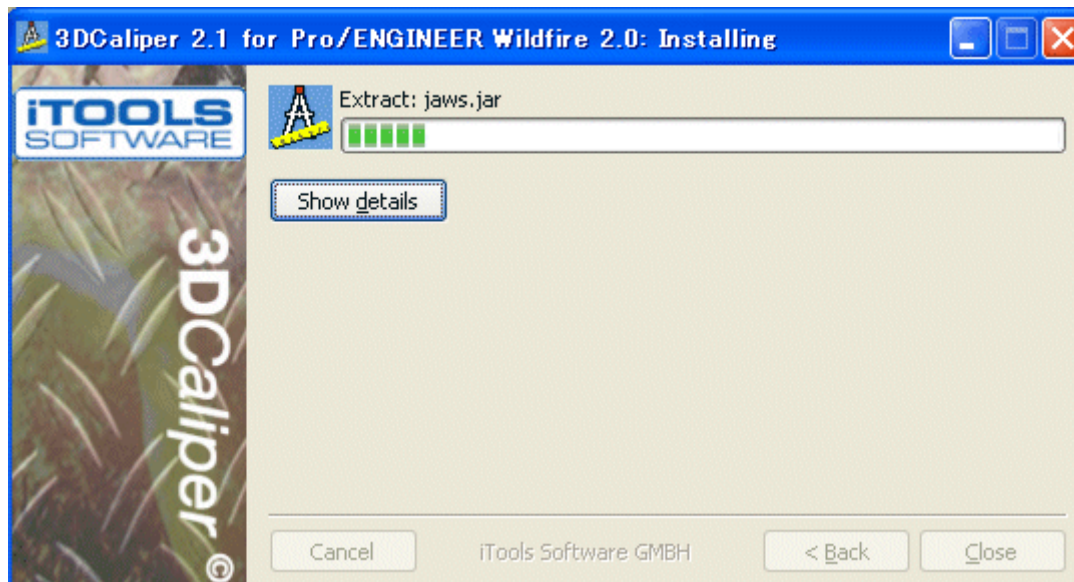 3DCaliper 2.1 for Pro/ENGINEER Wildfire 2.0: Installing
iTOOLS
SOFTWARE
Extract: jaws.jar
Show details
3DCaliper ©
Cancel
iTools Software GMBH
< Back
Close